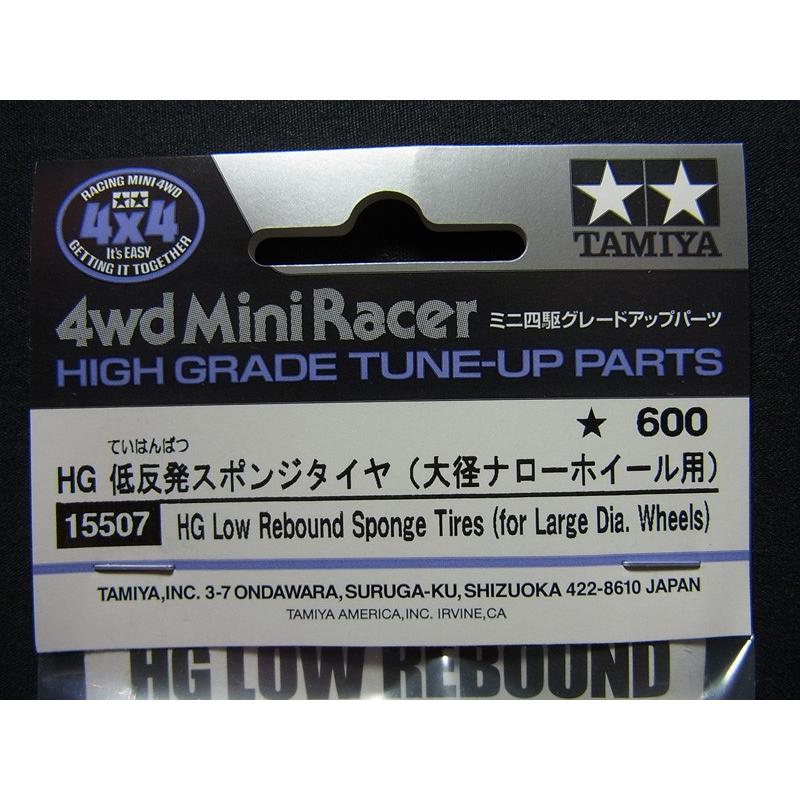 RACING MINI 4WD
4x4
It's EASY
GETTING IT TOGETHER
TAMIYA
4wd Mini Racer ミニ四駆グレードアップパーツ
HIGH GRADE TUNE-UP PARTS
★ 600
ていはんぱつ
HG 低反発スポンジタイヤ（大径ナローホイール用）
15507 HG Low Rebound Sponge Tires (for Large Dia. Wheels)
TAMIYA,INC. 3-7 ONDAWARA, SURUGA-KU, SHIZUOKA 422-8610 JAPAN
TAMIYA AMERICA,INC. IRVINE,CA
HG LOW REBOUND